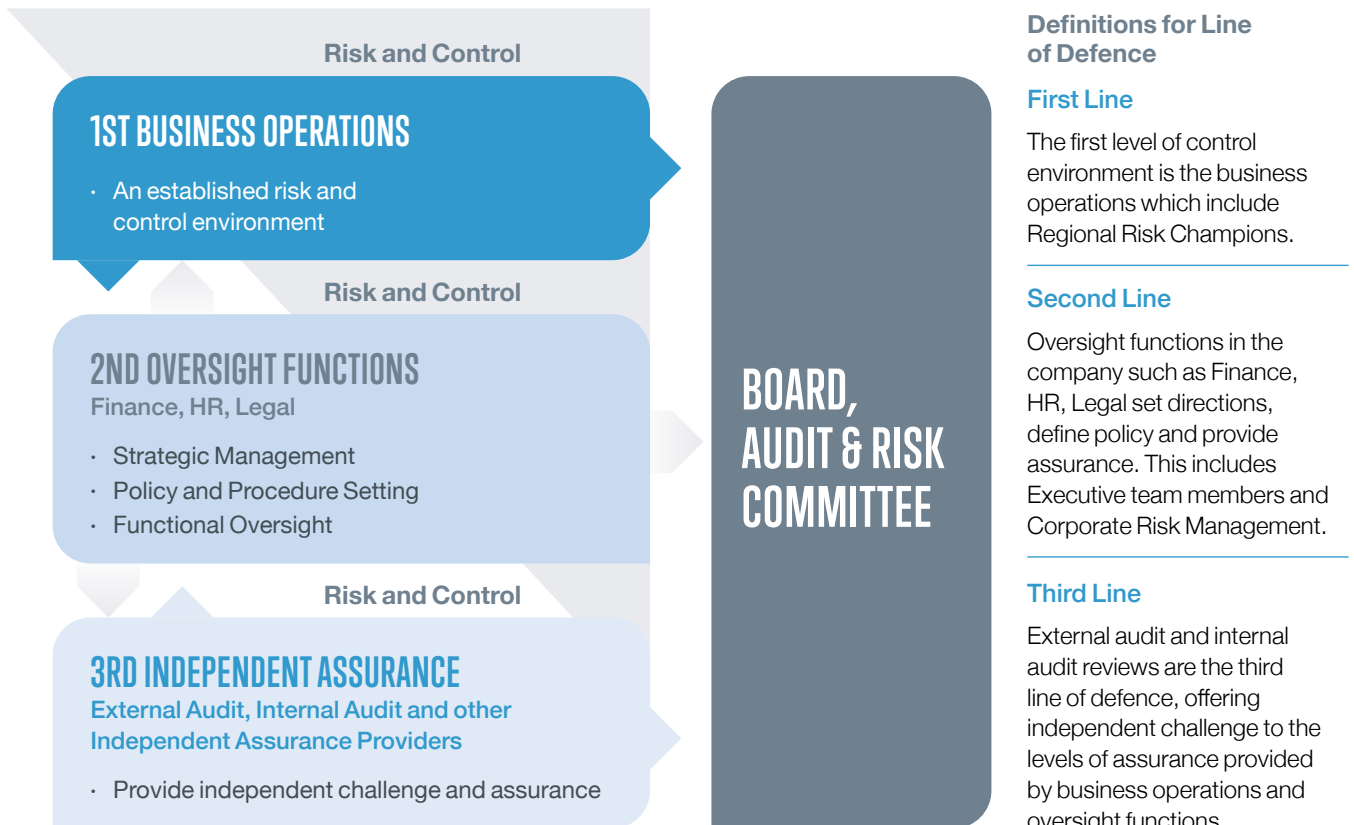 Risk and Control
1ST BUSINESS OPERATIONS
· An established risk and
control environment
Risk and Control
2ND OVERSIGHT FUNCTIONS
Finance, HR, Legal
· Strategic Management
· Policy and Procedure Setting
· Functional Oversight
Risk and Control
3RD INDEPENDENT ASSURANCE
External Audit, Internal Audit and other
Independent Assurance Providers
· Provide independent challenge and assurance
BOARD,
AUDIT & RISK
COMMITTEE
Definitions for Line
of Defence
First Line
The first level of control
environment is the business
operations which include
Regional Risk Champions.
Second Line
Oversight functions in the
company such as Finance,
HR, Legal set directions,
define policy and provide
assurance. This includes
Executive team members and
Corporate Risk Management.
Third Line
External audit and internal
audit reviews are the third
line of defence, offering
independent challenge to the
levels of assurance provided
by business operations and
oversight functions